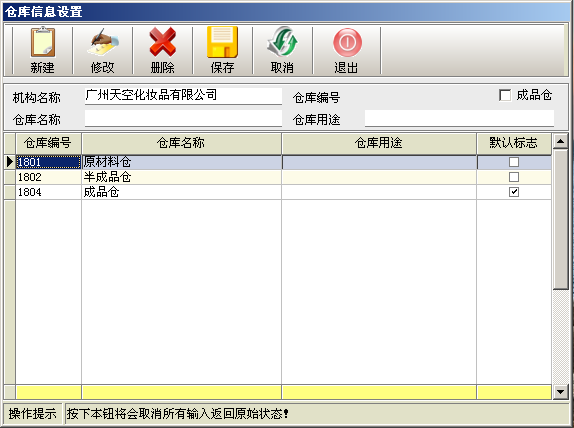 仓库信息设置
新建 修改 删除 保存 取消 退出
机构名称 广州天空化妆品有限公司 仓库编号 成品仓
仓库名称 仓库用途
仓库编号 仓库名称 仓库用途 默认标志
1801 原材料仓
1802 半成品仓
1804 成品仓
操作提示 按下本钮将会取消所有输入返回原始状态!